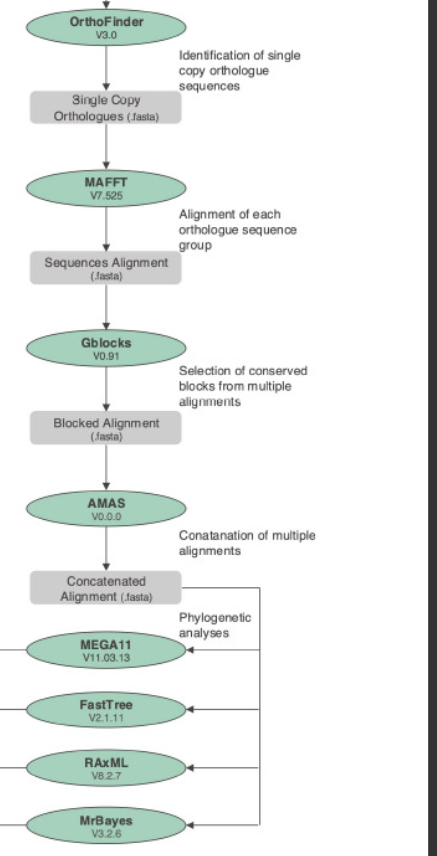 OrthoFinder
V3.0
Identification of single
copy orthologue
sequences
Single Copy
Orthologues (.fasta)
MAFFT
V7.525
Alignment of each
orthologue sequence
group
Sequences Alignment
(.fasta)
Gblocks
V0.91
Selection of conserved
blocks from multiple
alignments
Blocked Alignment
(.fasta)
AMAS
V0.0.0
Conatanation of multiple
alignments
Concatenated
Alignment (.fasta)
Phylogenetic
analyses
MEGA11
V11.03.13
FastTree
V2.1.11
RAxML
V8.2.7
MrBayes
V3.2.6